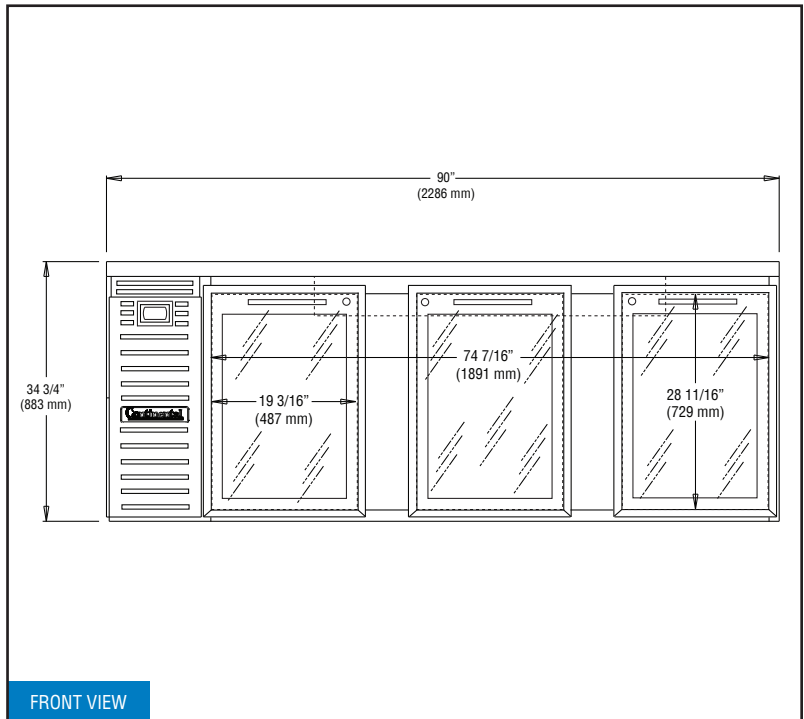 90”
(2286 mm)
34 3/4”
(883 mm)
Continental
19 3/16”
(487 mm)
74 7/16”
(1891 mm)
28 11/16”
(729 mm)
FRONT VIEW